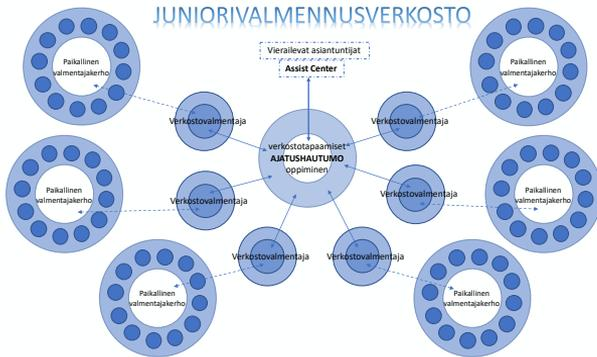 JUNIORIVALMENNUSVERKOSTO
Vierailevat asiantuntijat
Assist Center
Paikallinen
valmentajakerho
Paikallinen
valmentajakerho
Verkostovalmentaja
Verkostovalmentaja
verkostotapaamiset
AJATUSHAUTUMO
oppiminen
Paikallinen
valmentajakerho
Verkostovalmentaja
Verkostovalmentaja
Paikallinen
valmentajakerho
Verkostovalmentaja
Verkostovalmentaja
Paikallinen
valmentajakerho
Paikallinen
valmentajakerho